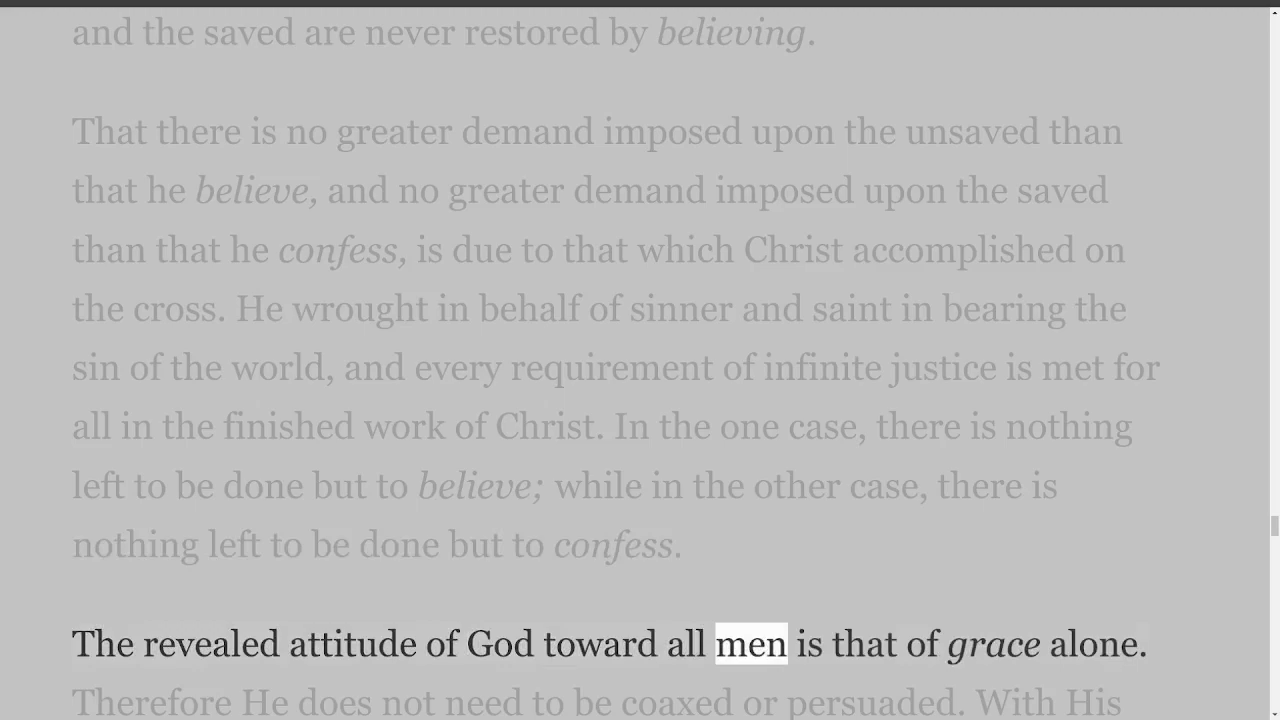 and the saved are never restored by believing.
That there is no greater demand imposed upon the unsaved than
that he believe, and no greater demand imposed upon the saved
than that he confess, is due to that which Christ accomplished on
the cross. He wrought in behalf of sinner and saint in bearing the
sin of the world, and every requirement of infinite justice is met for
all in the finished work of Christ. In the one case, there is nothing
left to be done but to believe; while in the other case, there is
nothing left to be done but to confess.
The revealed attitude of God toward all men is that of grace alone.
Therefore He does not need to be coaxed or persuaded. With His